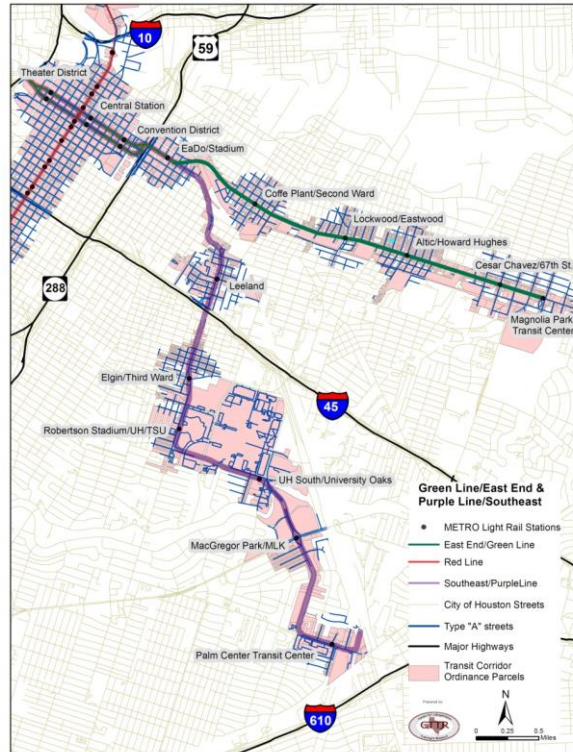 10
59
Theater District
Central Station
Convention District
EaDo/Stadium
Coffe Plant/Second Ward
Lockwood/Eastwood
Altic/Howard Hughes
Cesar Chavez/67th St.
Magnolia Park
Transit Center
288
Leeland
Elgin/Third Ward
45
Robertson Stadium/UH/TSU
UH South/University Oaks
MacGregor Park/MLK
Palm Center Transit Center
610
Green Line/East End &
Purple Line/Southeast
METRO Light Rail Stations
East End/Green Line
Red Line
Southeast/PurpleLine
City of Houston Streets
Type "A" streets
Major Highways
Transit Corridor
Ordinance Parcels
N
0 0.25 0.5
Miles